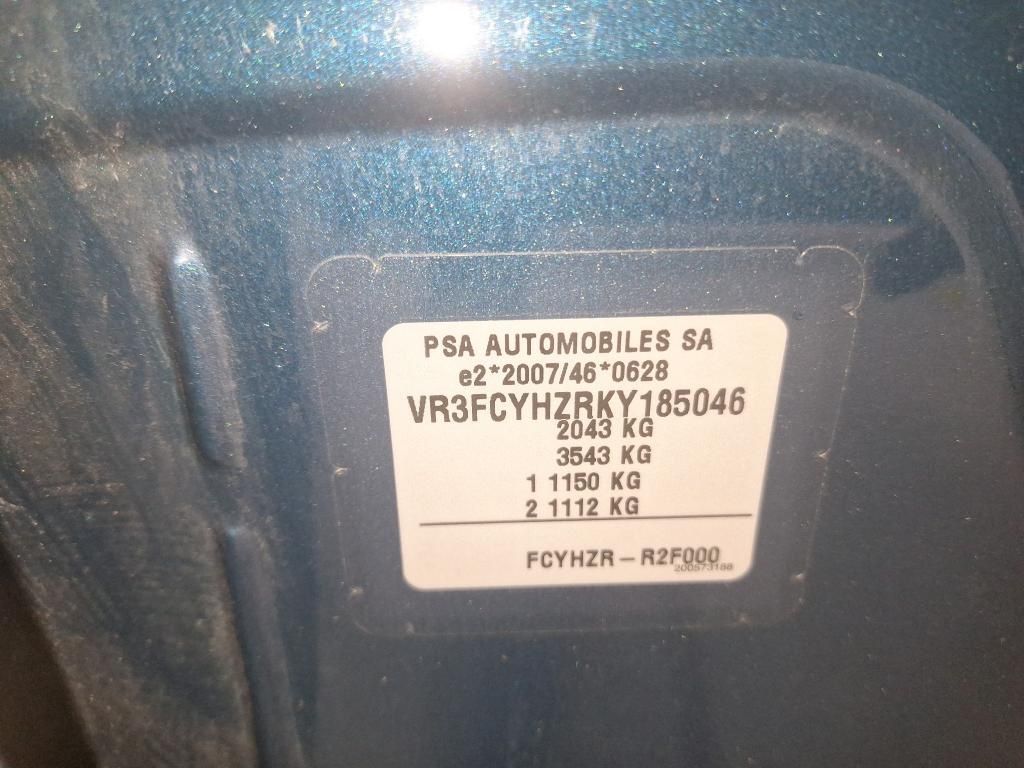 PSA AUTOMOBILES SA
e2*2007/46*0628
VR3FCYHZRKY185046
2043 KG
3543 KG
1 1150 KG
2 1112 KG
FCYHZR – R2F000
200573188